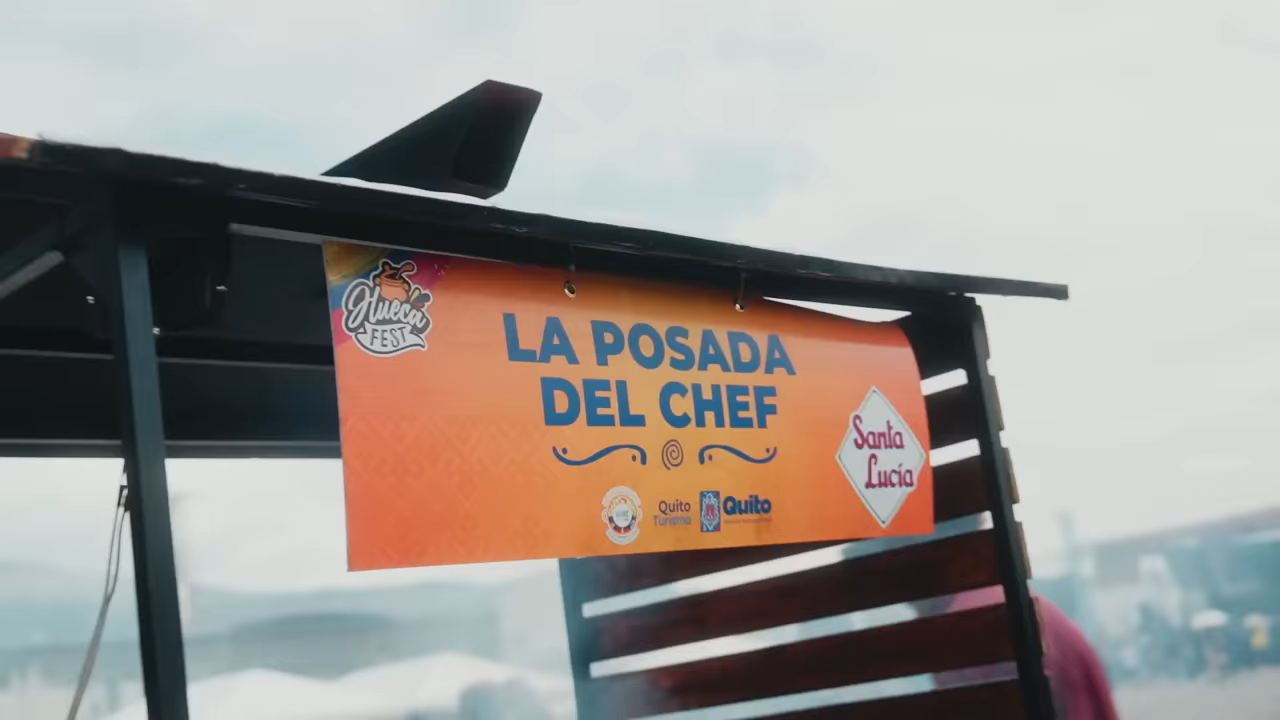 Hueca
FEST
LA POSADA
DEL CHEF
Santa
Lucía
Quito
Turismo
Quito